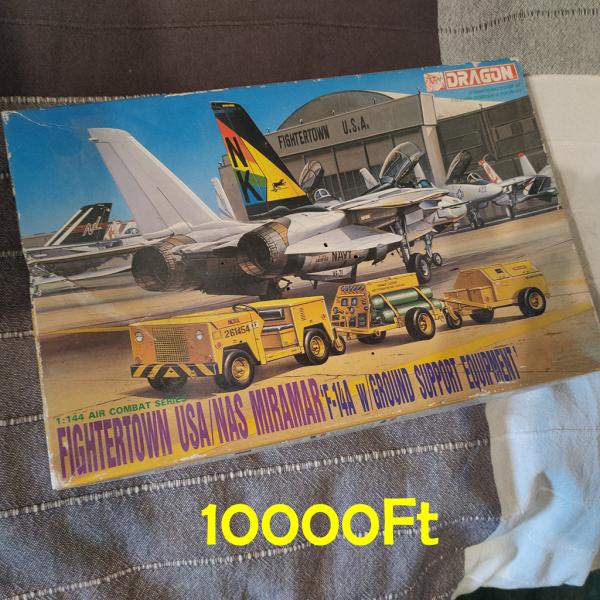 DRAGON
FIGHTERTOWN U.S.A.
NK
NAVY
261454
1:144 AIR COMBAT SERIES
FIGHTERTOWN USA/NAS MIRAMAR 'F-14A W/GROUND SUPPORT EQUIPMENT'
10000Ft